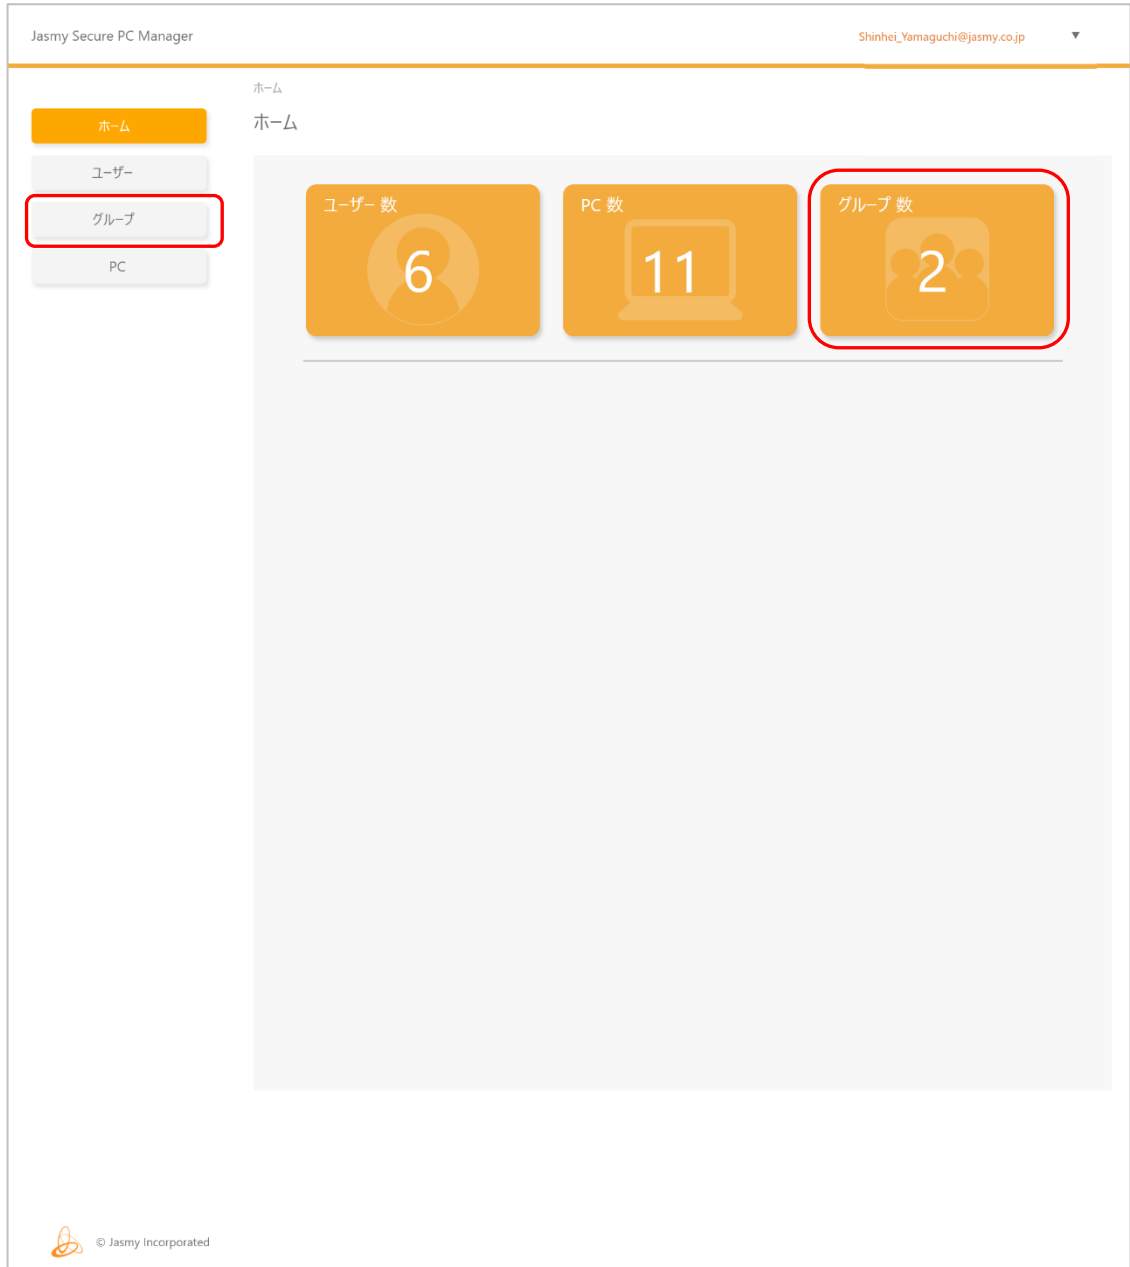 Jasmy Secure PC Manager
Shinhei_Yamaguchi@jasmy.co.jp ▼
ホーム
ホーム
ホーム
ユーザー
グループ
PC
ユーザー 数
6
PC 数
11
グループ 数
2
© Jasmy Incorporated